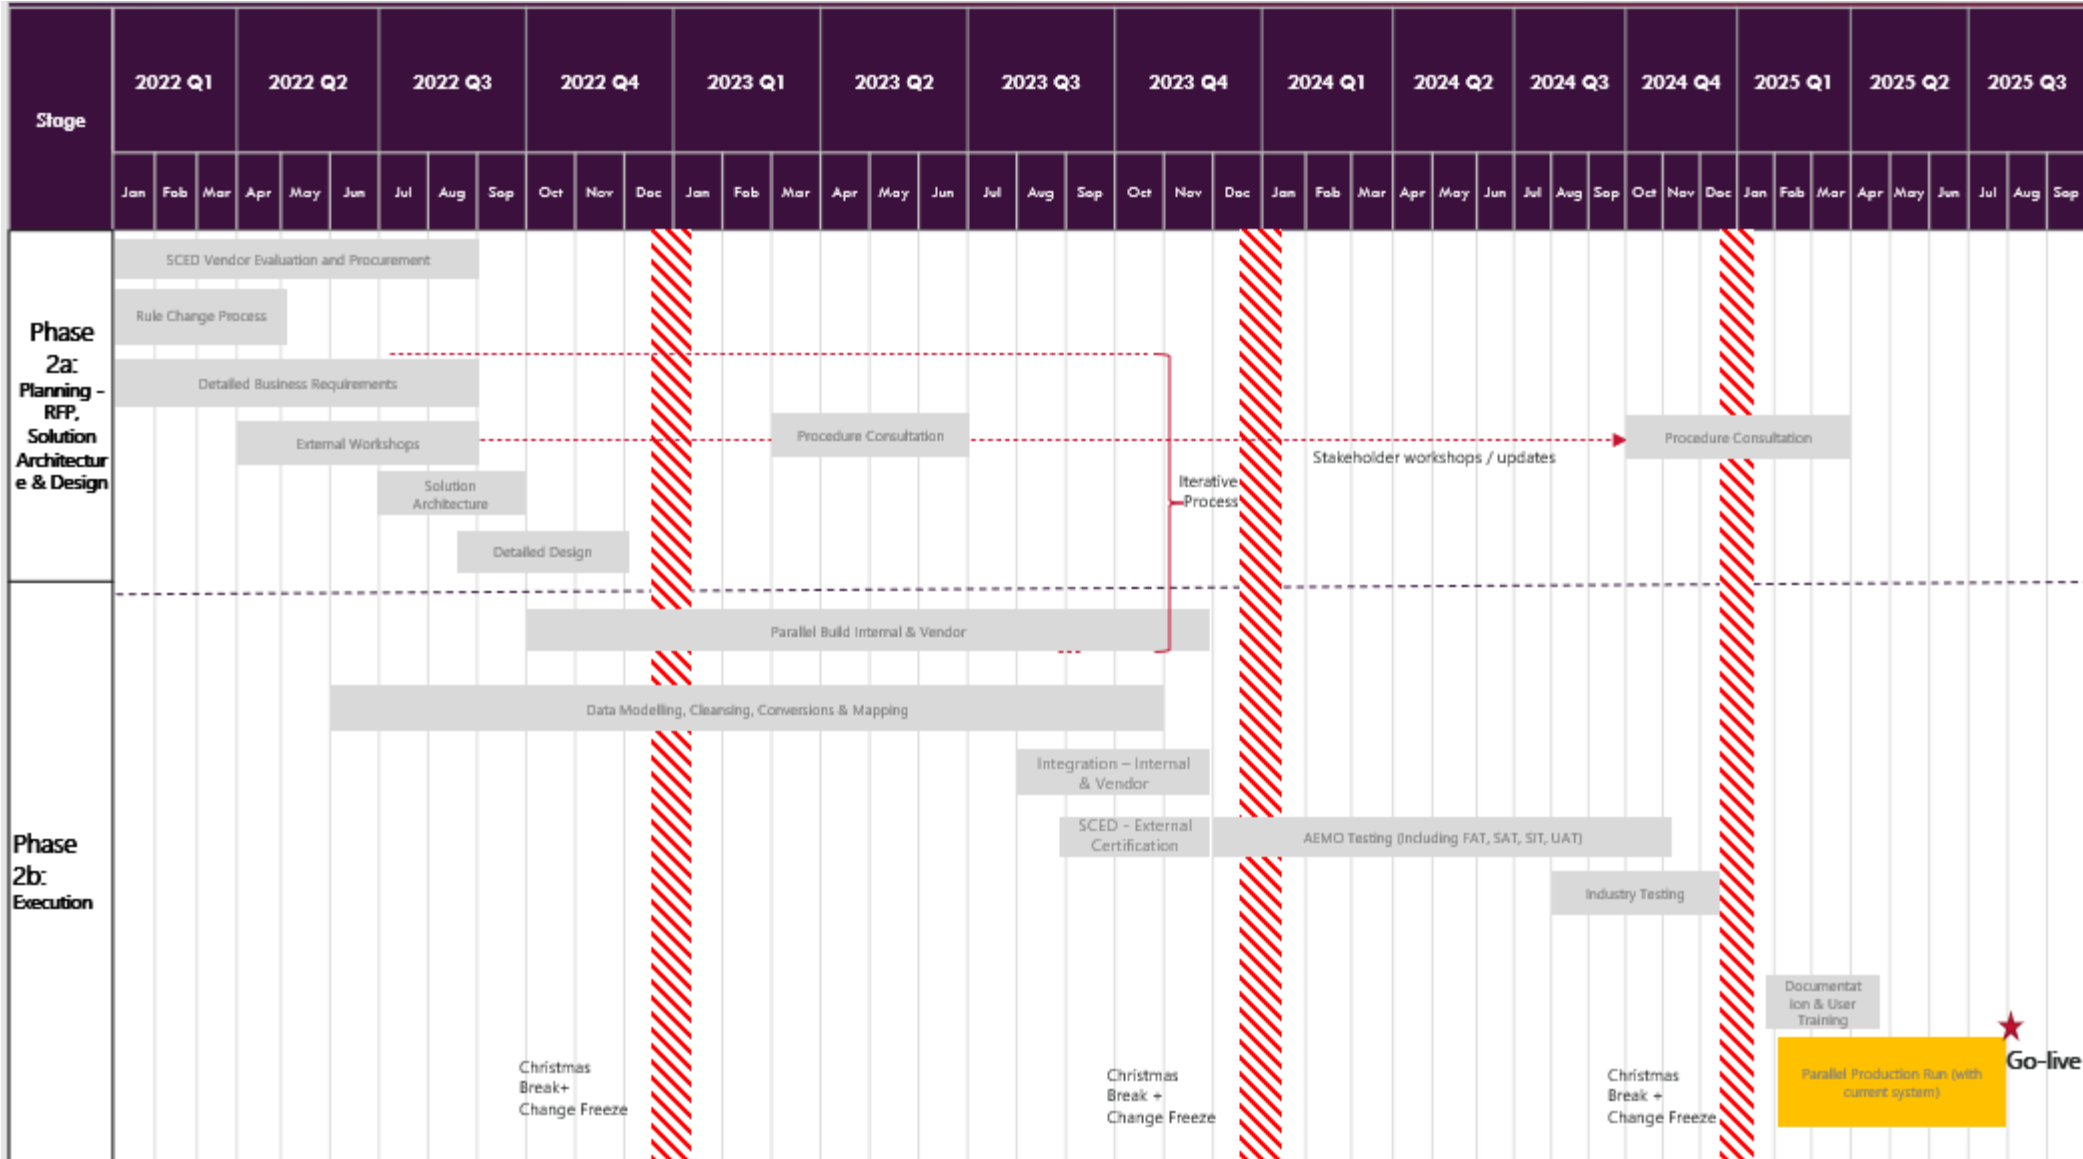 Stage
2022 Q1 2022 Q2 2022 Q3 2022 Q4 2023 Q1 2023 Q2 2023 Q3 2023 Q4 2024 Q1 2024 Q2 2024 Q3 2024 Q4 2025 Q1 2025 Q2 2025 Q3
Jan Feb Mar Apr May Jun Jul Aug Sep Oct Nov Dec Jan Feb Mar Apr May Jun Jul Aug Sep Oct Nov Dec Jan Feb Mar Apr May Jun Jul Aug Sep Oct Nov Dec Jan Feb Mar Apr May Jun Jul Aug Sep
Phase
2a:
Planning –
RFP,
Solution
Architectur
e & Design
SCED Vendor Evaluation and Procurement
Rule Change Process
Detailed Business Requirements
External Workshops
Procedure Consultation
Procedure Consultation
Stakeholder workshops / updates
Solution
Architecture
Iterative
Process
Detailed Design
Phase
2b:
Execution
Parallel Build Internal & Vendor
Data Modelling, Cleansing, Conversions & Mapping
Integration – Internal
& Vendor
SCED - External
Certification
AEMO Testing (Including FAT, SAT, SIT, UAT)
Industry Testing
Documentat
ion & User
Training
Go-live
Parallel Production Run (with
current system)
Christmas
Break+
Change Freeze
Christmas
Break +
Change Freeze
Christmas
Break +
Change Freeze